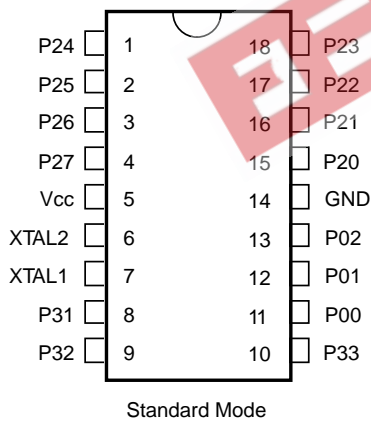 P24 1 18 P23
P25 2 17 P22
P26 3 16 P21
P27 4 15 P20
Vcc 5 14 GND
XTAL2 6 13 P02
XTAL1 7 12 P01
P31 8 11 P00
P32 9 10 P33
Standard Mode